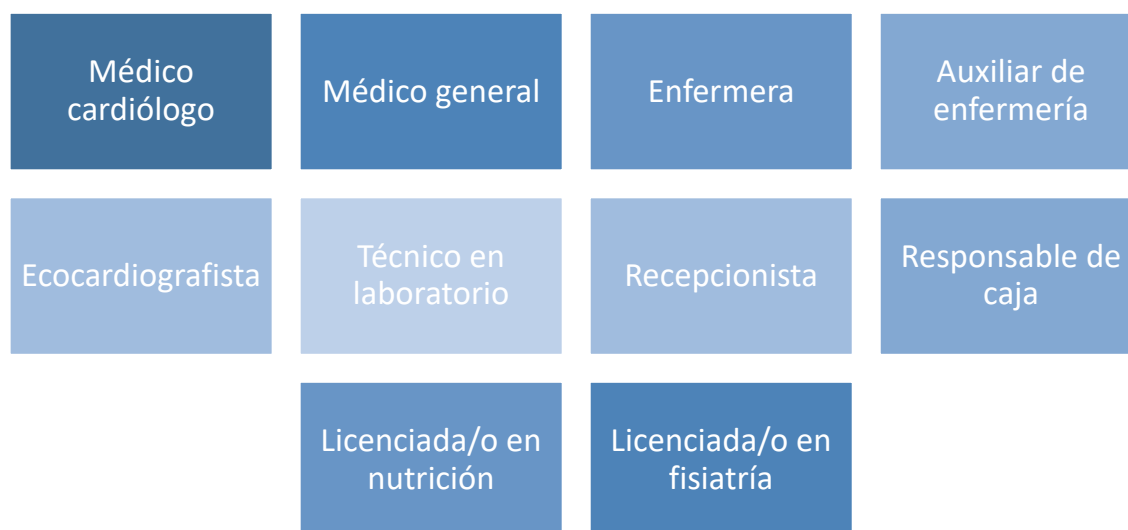 Médico
cardiólogo
Médico general
Enfermera
Auxiliar de
enfermería
Ecocardiografista
Técnico en
laboratorio
Recepcionista
Responsable de
caja
Licenciada/o en
nutrición
Licenciada/o en
fisiatría